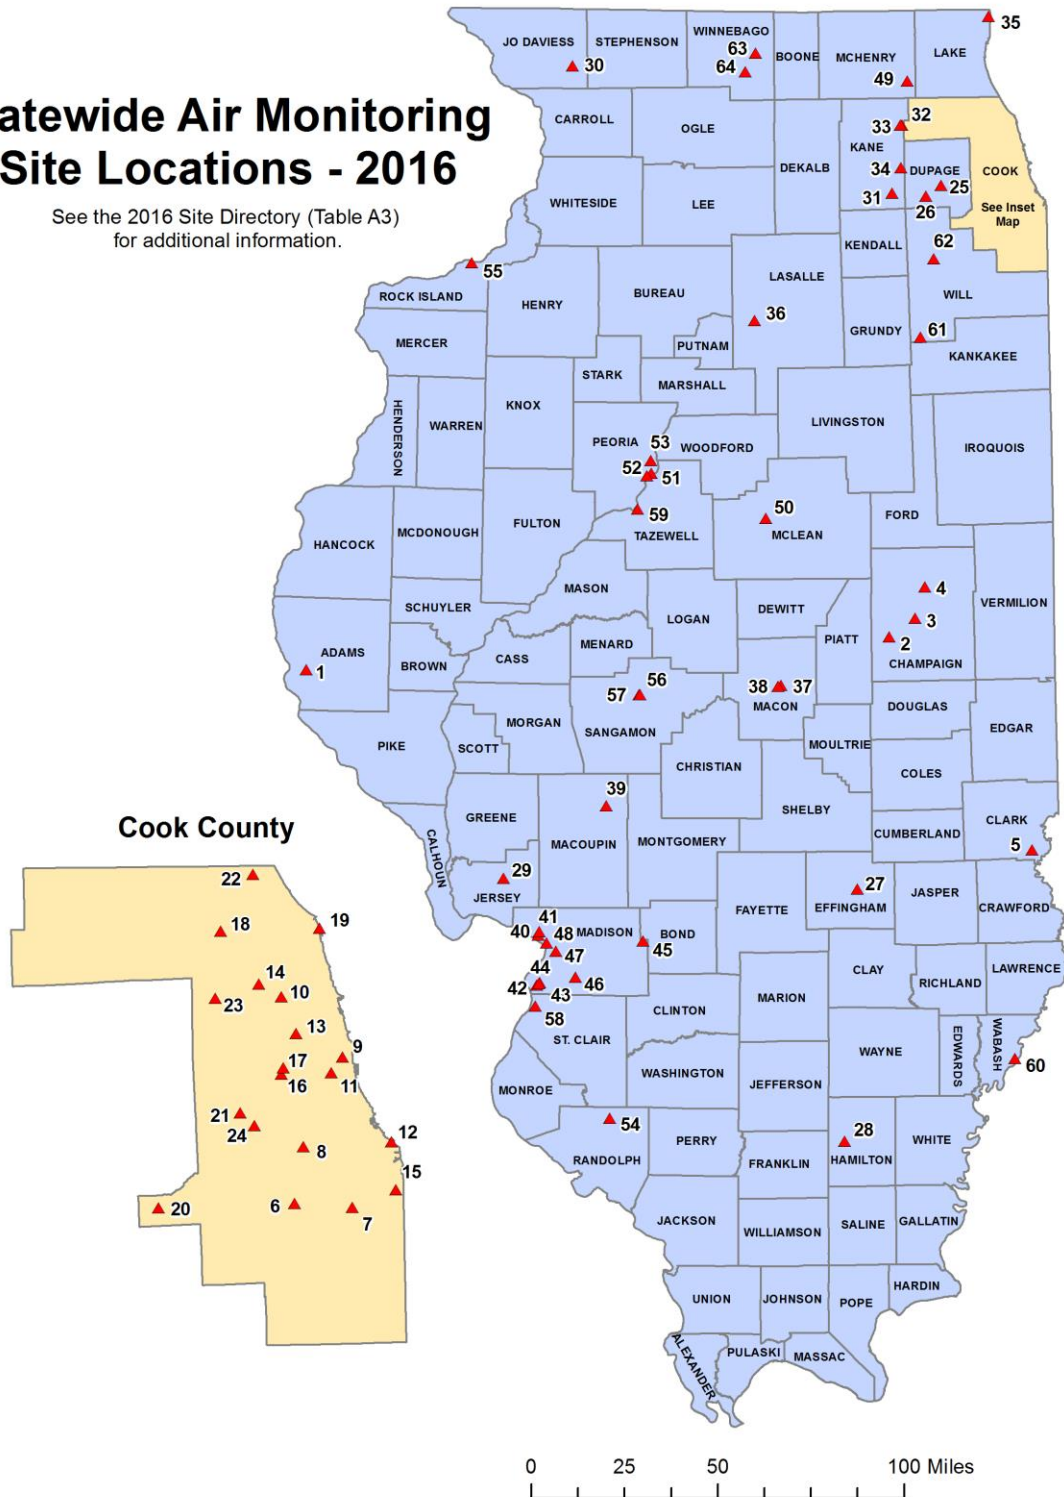 atewide Air Monitoring
Site Locations - 2016
See the 2016 Site Directory (Table A3)
for additional information.
JO DAVIESS
30
STEPHENSON
WINNEBAGO
63
64
BOONE
MCHENRY
49
LAKE
35
CARROLL
OGLE
DEKALB
KANE
32
33
34
31
DUPAGE
25
26
COOK
See Inset
Map
WHITESIDE
LEE
KENDALL
62
55
ROCK ISLAND
HENRY
BUREAU
LASALLE
36
WILL
GRUNDY
61
KANKAKEE
MERCER
PUTNAM
STARK
MARSHALL
HENDERSON
WARREN
KNOX
PEORIA
53
52
51
WOODFORD
LIVINGSTON
IROQUOIS
59
TAZEWELL
50
MCLEAN
FORD
HANCOCK
MCDONOUGH
FULTON
MASON
SCHUYLER
LOGAN
DEWITT
PIATT
4
3
2
CHAMPAIGN
VERMILION
ADAMS
1
BROWN
CASS
MENARD
56
57
SANGAMON
38
37
MACON
DOUGLAS
EDGAR
PIKE
SCOTT
MORGAN
CHRISTIAN
MOULTRIE
COLES
SHELBY
39
MACOUPIN
GREENE
MONTGOMERY
CUMBERLAND
CLARK
5
CALHOUN
29
JERSEY
FAYETTE
27
EFFINGHAM
JASPER
CRAWFORD
41
40
48
MADISON
47
BOND
45
44
42
43
46
58
ST. CLAIR
CLINTON
MARION
CLAY
RICHLAND
LAWRENCE
WAYNE
EDWARDS
WABASH
60
MONROE
WASHINGTON
JEFFERSON
54
RANDOLPH
PERRY
FRANKLIN
28
HAMILTON
WHITE
JACKSON
WILLIAMSON
SALINE
GALLATIN
UNION
JOHNSON
POPE
HARDIN
ALEXANDER
PULASKI
MASSAC
Cook County
22
18
19
14
10
23
13
9
17
16
11
21
24
12
8
15
20
6
7
0 25 50 100 Miles